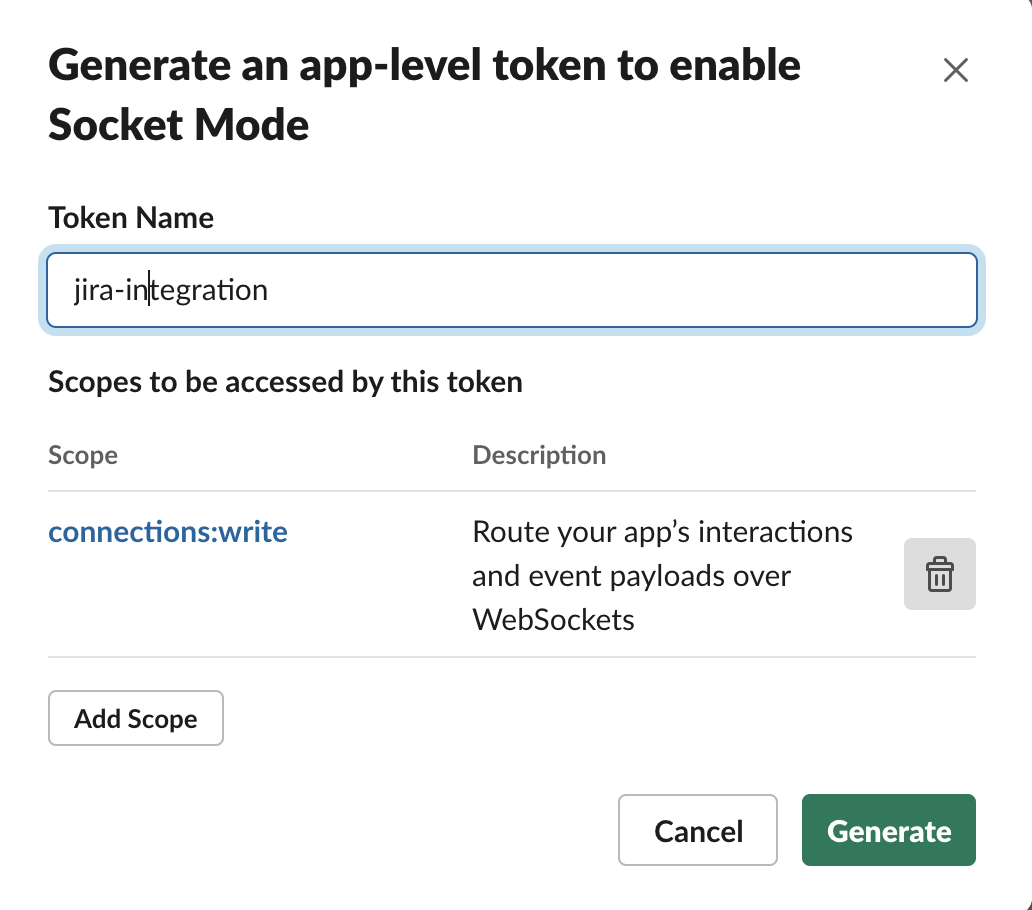 Generate an app-level token to enable
Socket Mode
Token Name
jira-integration
Scopes to be accessed by this token
Scope Description
connections:write Route your app’s interactions
and event payloads over
WebSockets
Add Scope
Cancel Generate